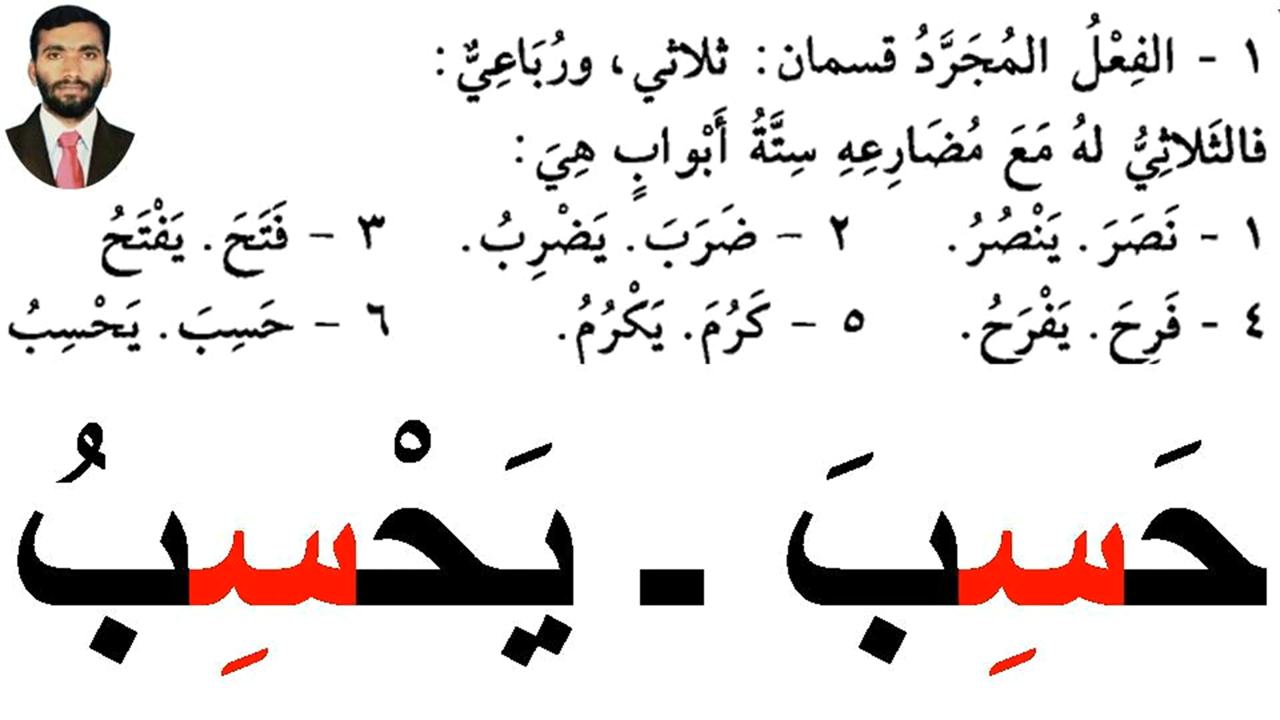 ١ - الفِعْلُ المُجَرَّدُ قسمان: ثلاثي، ورُبَاعِيٌّ:
فالثَلاثِيُّ لهُ مَعَ مُضَارِعِهِ سِتَّةُ أَبْوابٍ هِيَ:
١ - نَصَرَ. يَنْصُرُ. ٢ - ضَرَبَ. يَضْرِبُ. ٣ - فَتَحَ. يَفْتَحُ
٤ - فَرِحَ. يَفْرَحُ. ٥ - كَرُمَ. يَكْرُمُ. ٦ - حَسِبَ. يَحْسِبُ
حَسِبَ - يَحْسِبُ